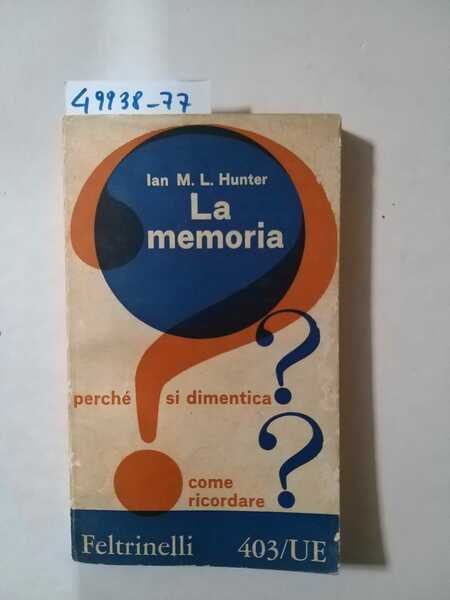 49938-77
Ian M. L. Hunter
La
memoria
perché si dimentica
come
ricordare
Feltrinelli 403/UE